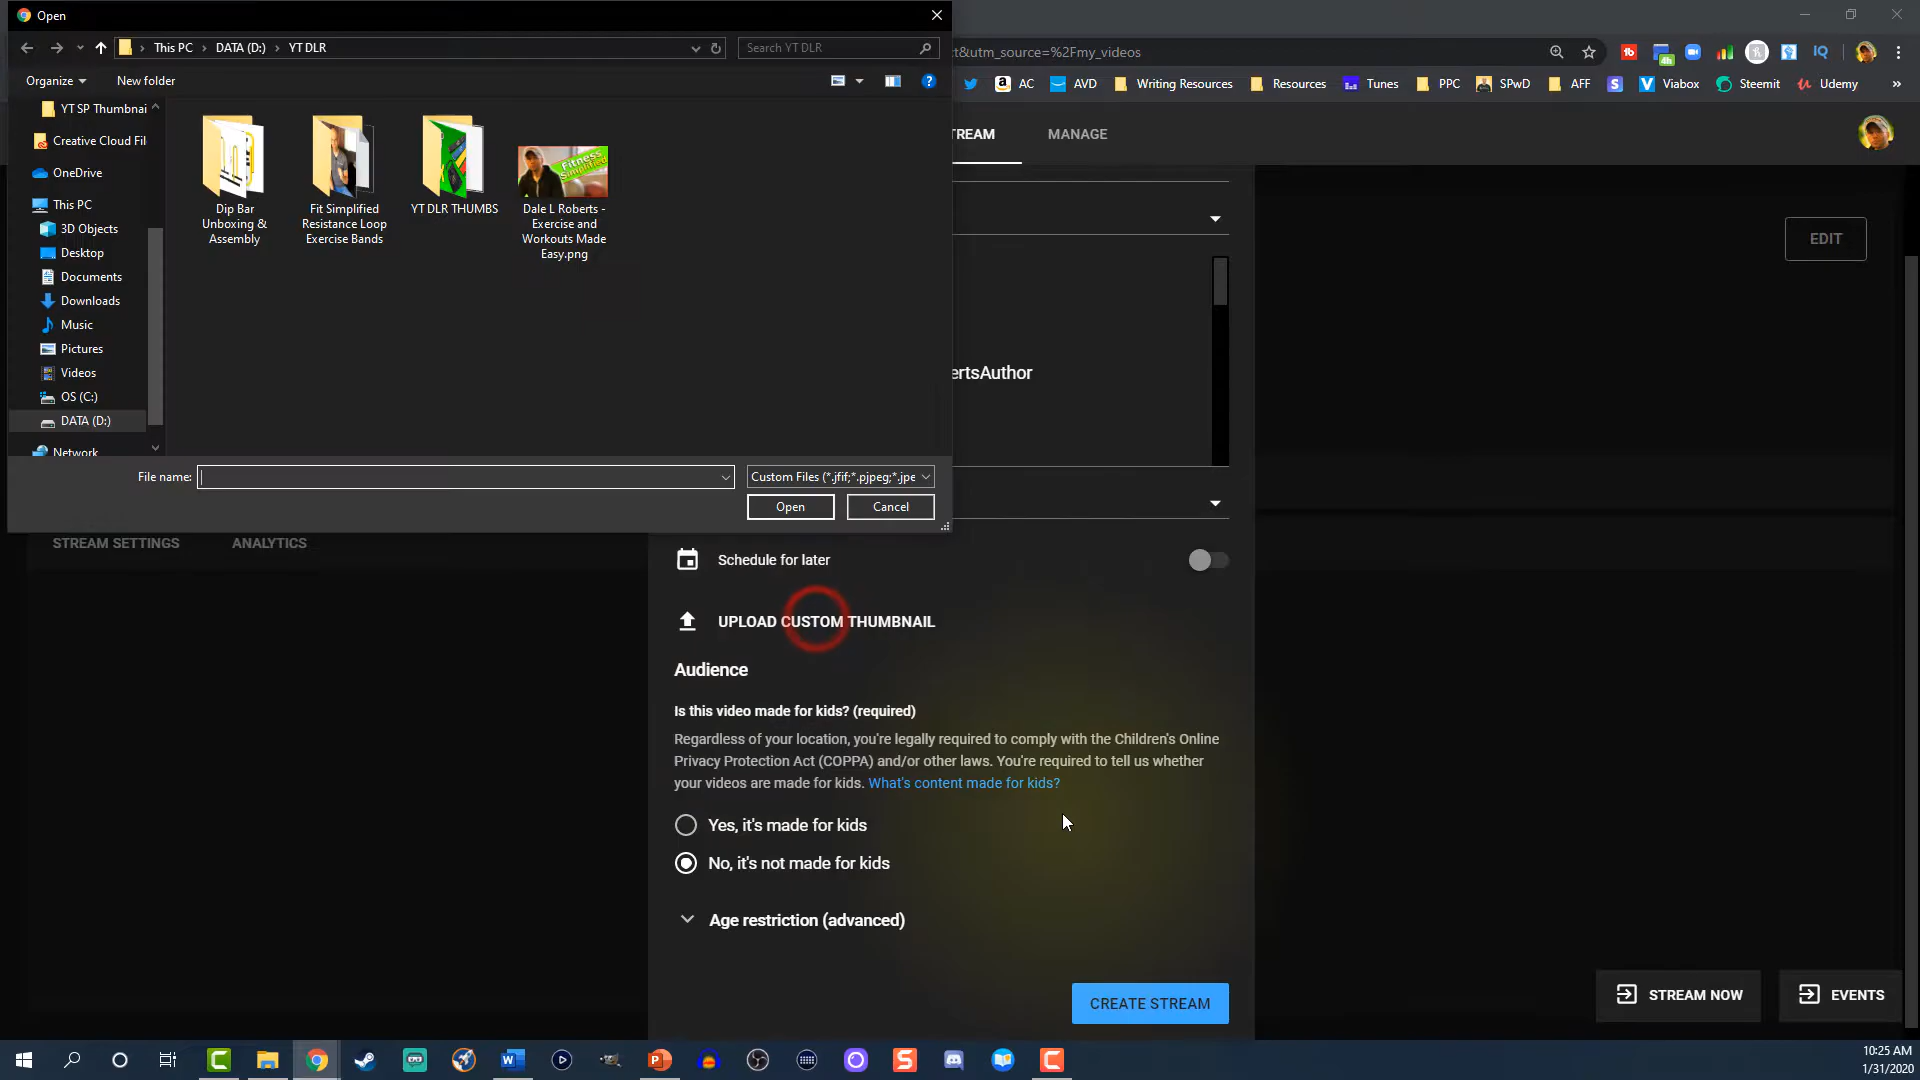 Open
ct&utm_source=%2Fmy_videos
This PC
DATA (D:)
YT DLR
Search YT DLR
Organize
New folder
AC
AVD
Writing Resources
Resources
Tunes
PPC
SPwD
AFF
Viabox
Steemit
Udemy
YT SP Thumbnai
Creative Cloud Fil
OneDrive
This PC
3D Objects
Desktop
Documents
Downloads
Music
Pictures
Videos
OS (C:)
DATA (D:)
Network
Dip Bar
Unboxing &
Assembly
Fit Simplified
Resistance Loop
Exercise Bands
YT DLR THUMBS
Fitness
Simplified
Dale L Roberts -
Exercise and
Workouts Made
Easy.png
File name:
Custom Files (*.jfif;*.pjpeg;*.jpe
Open
Cancel
TREAM
MANAGE
EDIT
ertsAuthor
STREAM SETTINGS
ANALYTICS
Schedule for later
UPLOAD CUSTOM THUMBNAIL
Audience
Is this video made for kids? (required)
Regardless of your location, you're legally required to comply with the Children's Online
Privacy Protection Act (COPPA) and/or other laws. You're required to tell us whether
your videos are made for kids. What's content made for kids?
Yes, it's made for kids
No, it's not made for kids
Age restriction (advanced)
CREATE STREAM
STREAM NOW
EVENTS
10:25 AM
1/31/2020